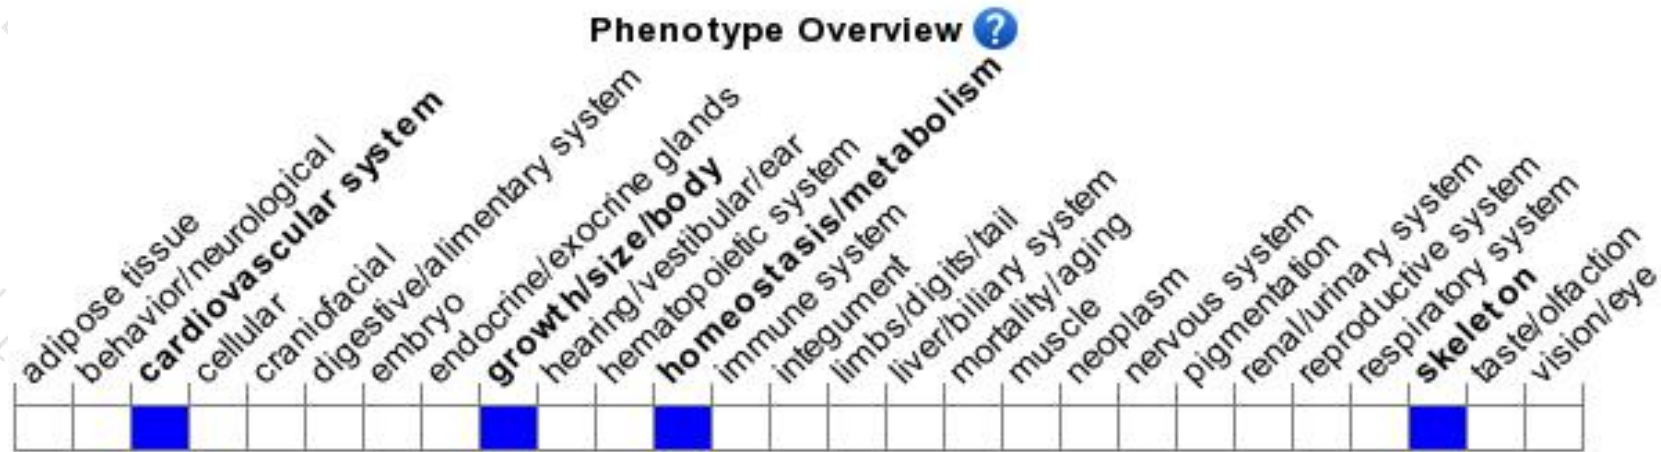 Phenotype Overview ?
adipose tissue
behavior/neurological
cardiovascular system
cellular
craniofacial
digestive/alimentary system
embryo
endocrine/exocrine glands
growth/size/body
hearing/vestibular/ear
hematopoietic system
homeostasis/metabolism
immune system
integument
limbs/digits/tail
liver/biliary system
mortality/aging
muscle
neoplasm
nervous system
pigmentation
renal/urinary system
reproductive system
respiratory system
skeleton
taste/olfaction
vision/eye